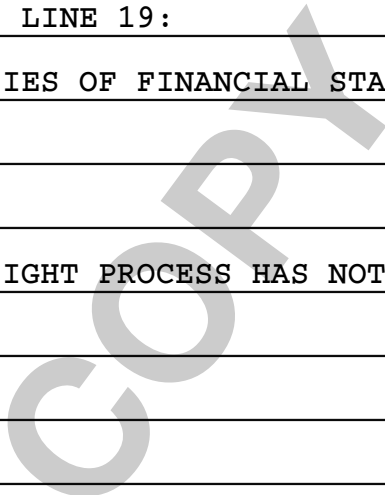 LINE 19:
IES OF FINANCIAL STA
IGHT PROCESS HAS NOT
COPY